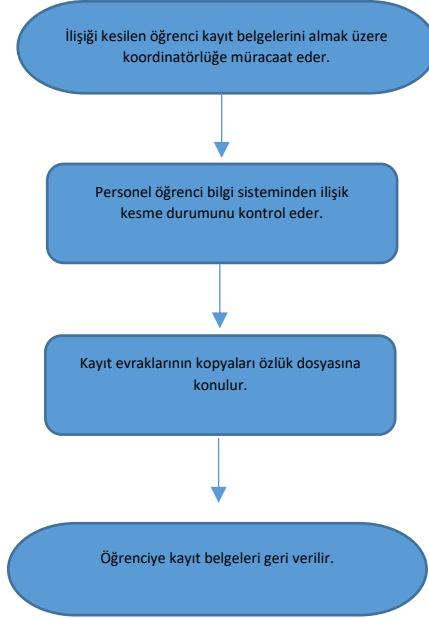 İlişiği kesilen öğrenci kayıt belgelerini almak üzere
koordinatörlüğe müracaat eder.
Personel öğrenci bilgi sisteminden ilişik
kesme durumunu kontrol eder.
Kayıt evraklarının kopyaları özlük dosyasına
konulur.
Öğrenciye kayıt belgeleri geri verilir.